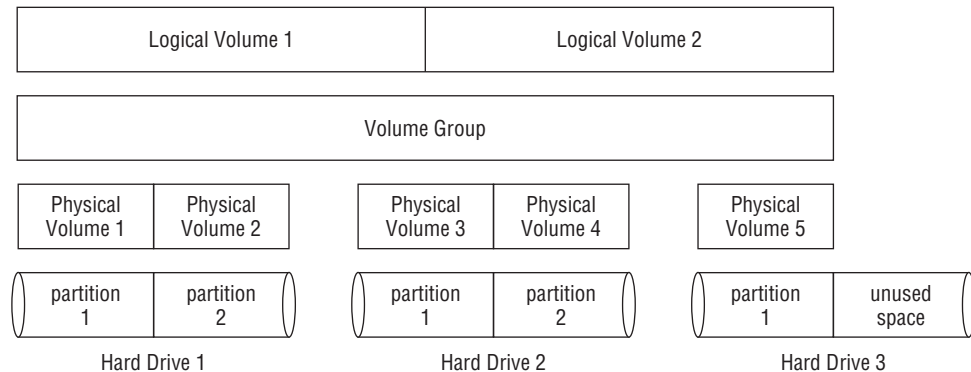 Logical Volume 1
Logical Volume 2
Volume Group
Physical
Volume 1
Physical
Volume 2
Physical
Volume 3
Physical
Volume 4
Physical
Volume 5
partition
1
partition
2
partition
1
partition
2
partition
1
unused
space
Hard Drive 1
Hard Drive 2
Hard Drive 3